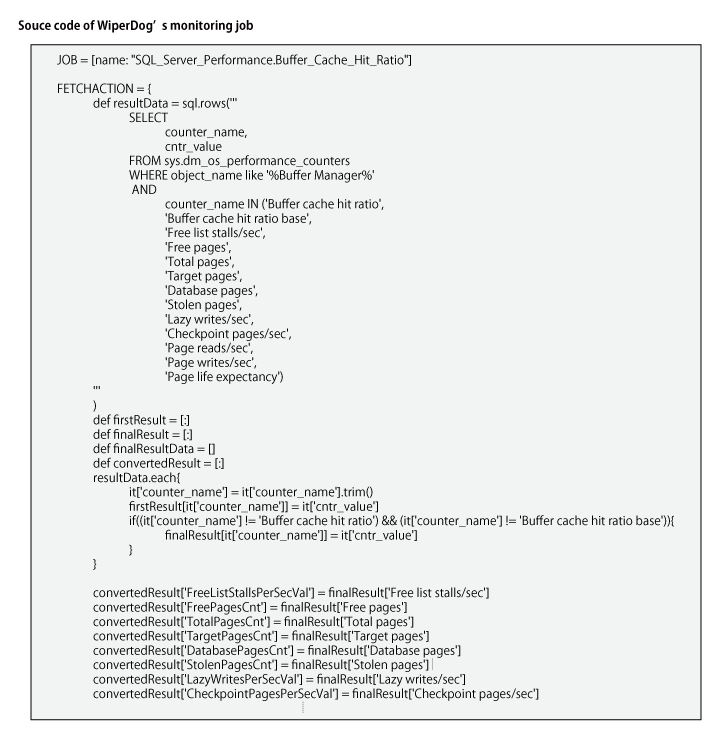 Souce code of WiperDog’s monitoring job
JOB = [name: "SQL_Server_Performance.Buffer_Cache_Hit_Ratio"]
FETCHACTION = {
def resultData = sql.rows('''
SELECT
counter_name,
cntr_value
FROM sys.dm_os_performance_counters
WHERE object_name like '%Buffer Manager%'
AND
counter_name IN ('Buffer cache hit ratio',
'Buffer cache hit ratio base',
'Free list stalls/sec',
'Free pages',
'Total pages',
'Target pages',
'Database pages',
'Stolen pages',
'Lazy writes/sec',
'Checkpoint pages/sec',
'Page reads/sec',
'Page writes/sec',
'Page life expectancy')
'''
)
def firstResult = [:]
def finalResult = [:]
def finalResultData = []
def convertedResult = [:]
resultData.each{
it['counter_name'] = it['counter_name'].trim()
firstResult[it['counter_name']] = it['cntr_value']
if((it['counter_name'] != 'Buffer cache hit ratio') && (it['counter_name'] != 'Buffer cache hit ratio base')){
finalResult[it['counter_name']] = it['cntr_value']
}
}
convertedResult['FreeListStallsPerSecVal'] = finalResult['Free list stalls/sec']
convertedResult['FreePagesCnt'] = finalResult['Free pages']
convertedResult['TotalPagesCnt'] = finalResult['Total pages']
convertedResult['TargetPagesCnt'] = finalResult['Target pages']
convertedResult['DatabasePagesCnt'] = finalResult['Database pages']
convertedResult['StolenPagesCnt'] = finalResult['Stolen pages']
convertedResult['LazyWritesPerSecVal'] = finalResult['Lazy writes/sec']
convertedResult['CheckpointPagesPerSecVal'] = finalResult['Checkpoint pages/sec']